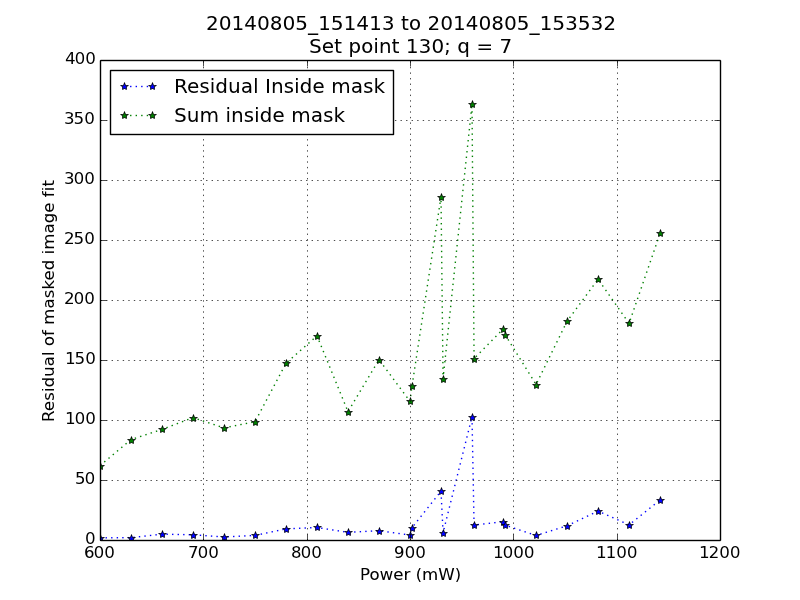 20140805_151413 to 20140805_153532
Set point 130; q = 7
Residual Inside mask
Sum inside mask
Residual of masked image fit
400
350
300
250
200
150
100
50
0
600 700 800 900 1000 1100 1200
Power (mW)